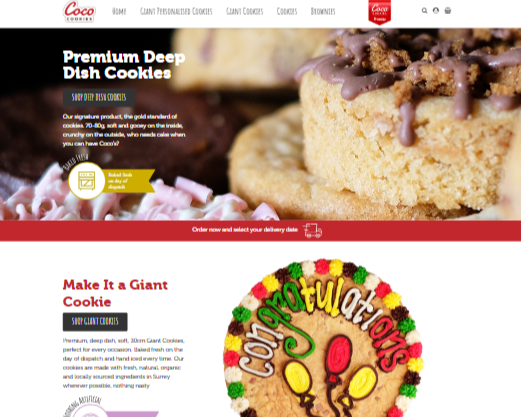 Coco
COOKIES
Home Giant Personalised Cookies Giant Cookies Cookies Brownies
Coco
COOKIES
Premium Deep
Dish Cookies
SHOP DEEP DISH COOKIES
Our signature product, the gold standard of
cookies. 70-80g, soft and gooey on the inside,
crunchy on the outside, who needs cake when
you can have Coco's?
BAKED FRESH
Baked fresh
on day of
dispatch
Order now and select your delivery date
Make It a Giant
Cookie
SHOP GIANT COOKIES
Premium, deep dish, soft, 30cm Giant Cookies,
perfect for every occasion. Baked fresh on the
day of dispatch and hand iced every time. Our
cookies are made with fresh, natural, organic
and locally sourced ingredients in Surrey
wherever possible, nothing nasty
ARTIFICIAL
congratulations